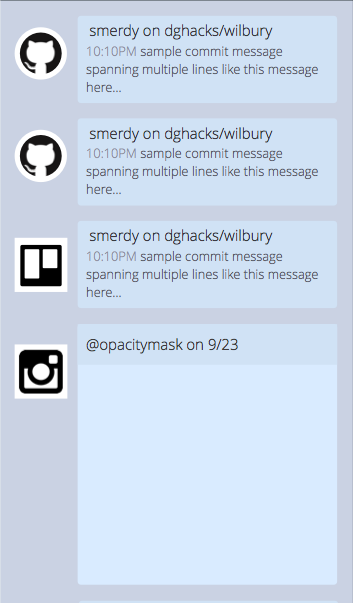 smerdy on dghacks/wilbury
10:10PM sample commit message
spanning multiple lines like this message
here...
smerdy on dghacks/wilbury
10:10PM sample commit message
spanning multiple lines like this message
here...
smerdy on dghacks/wilbury
10:10PM sample commit message
spanning multiple lines like this message
here...
@opacitymask on 9/23